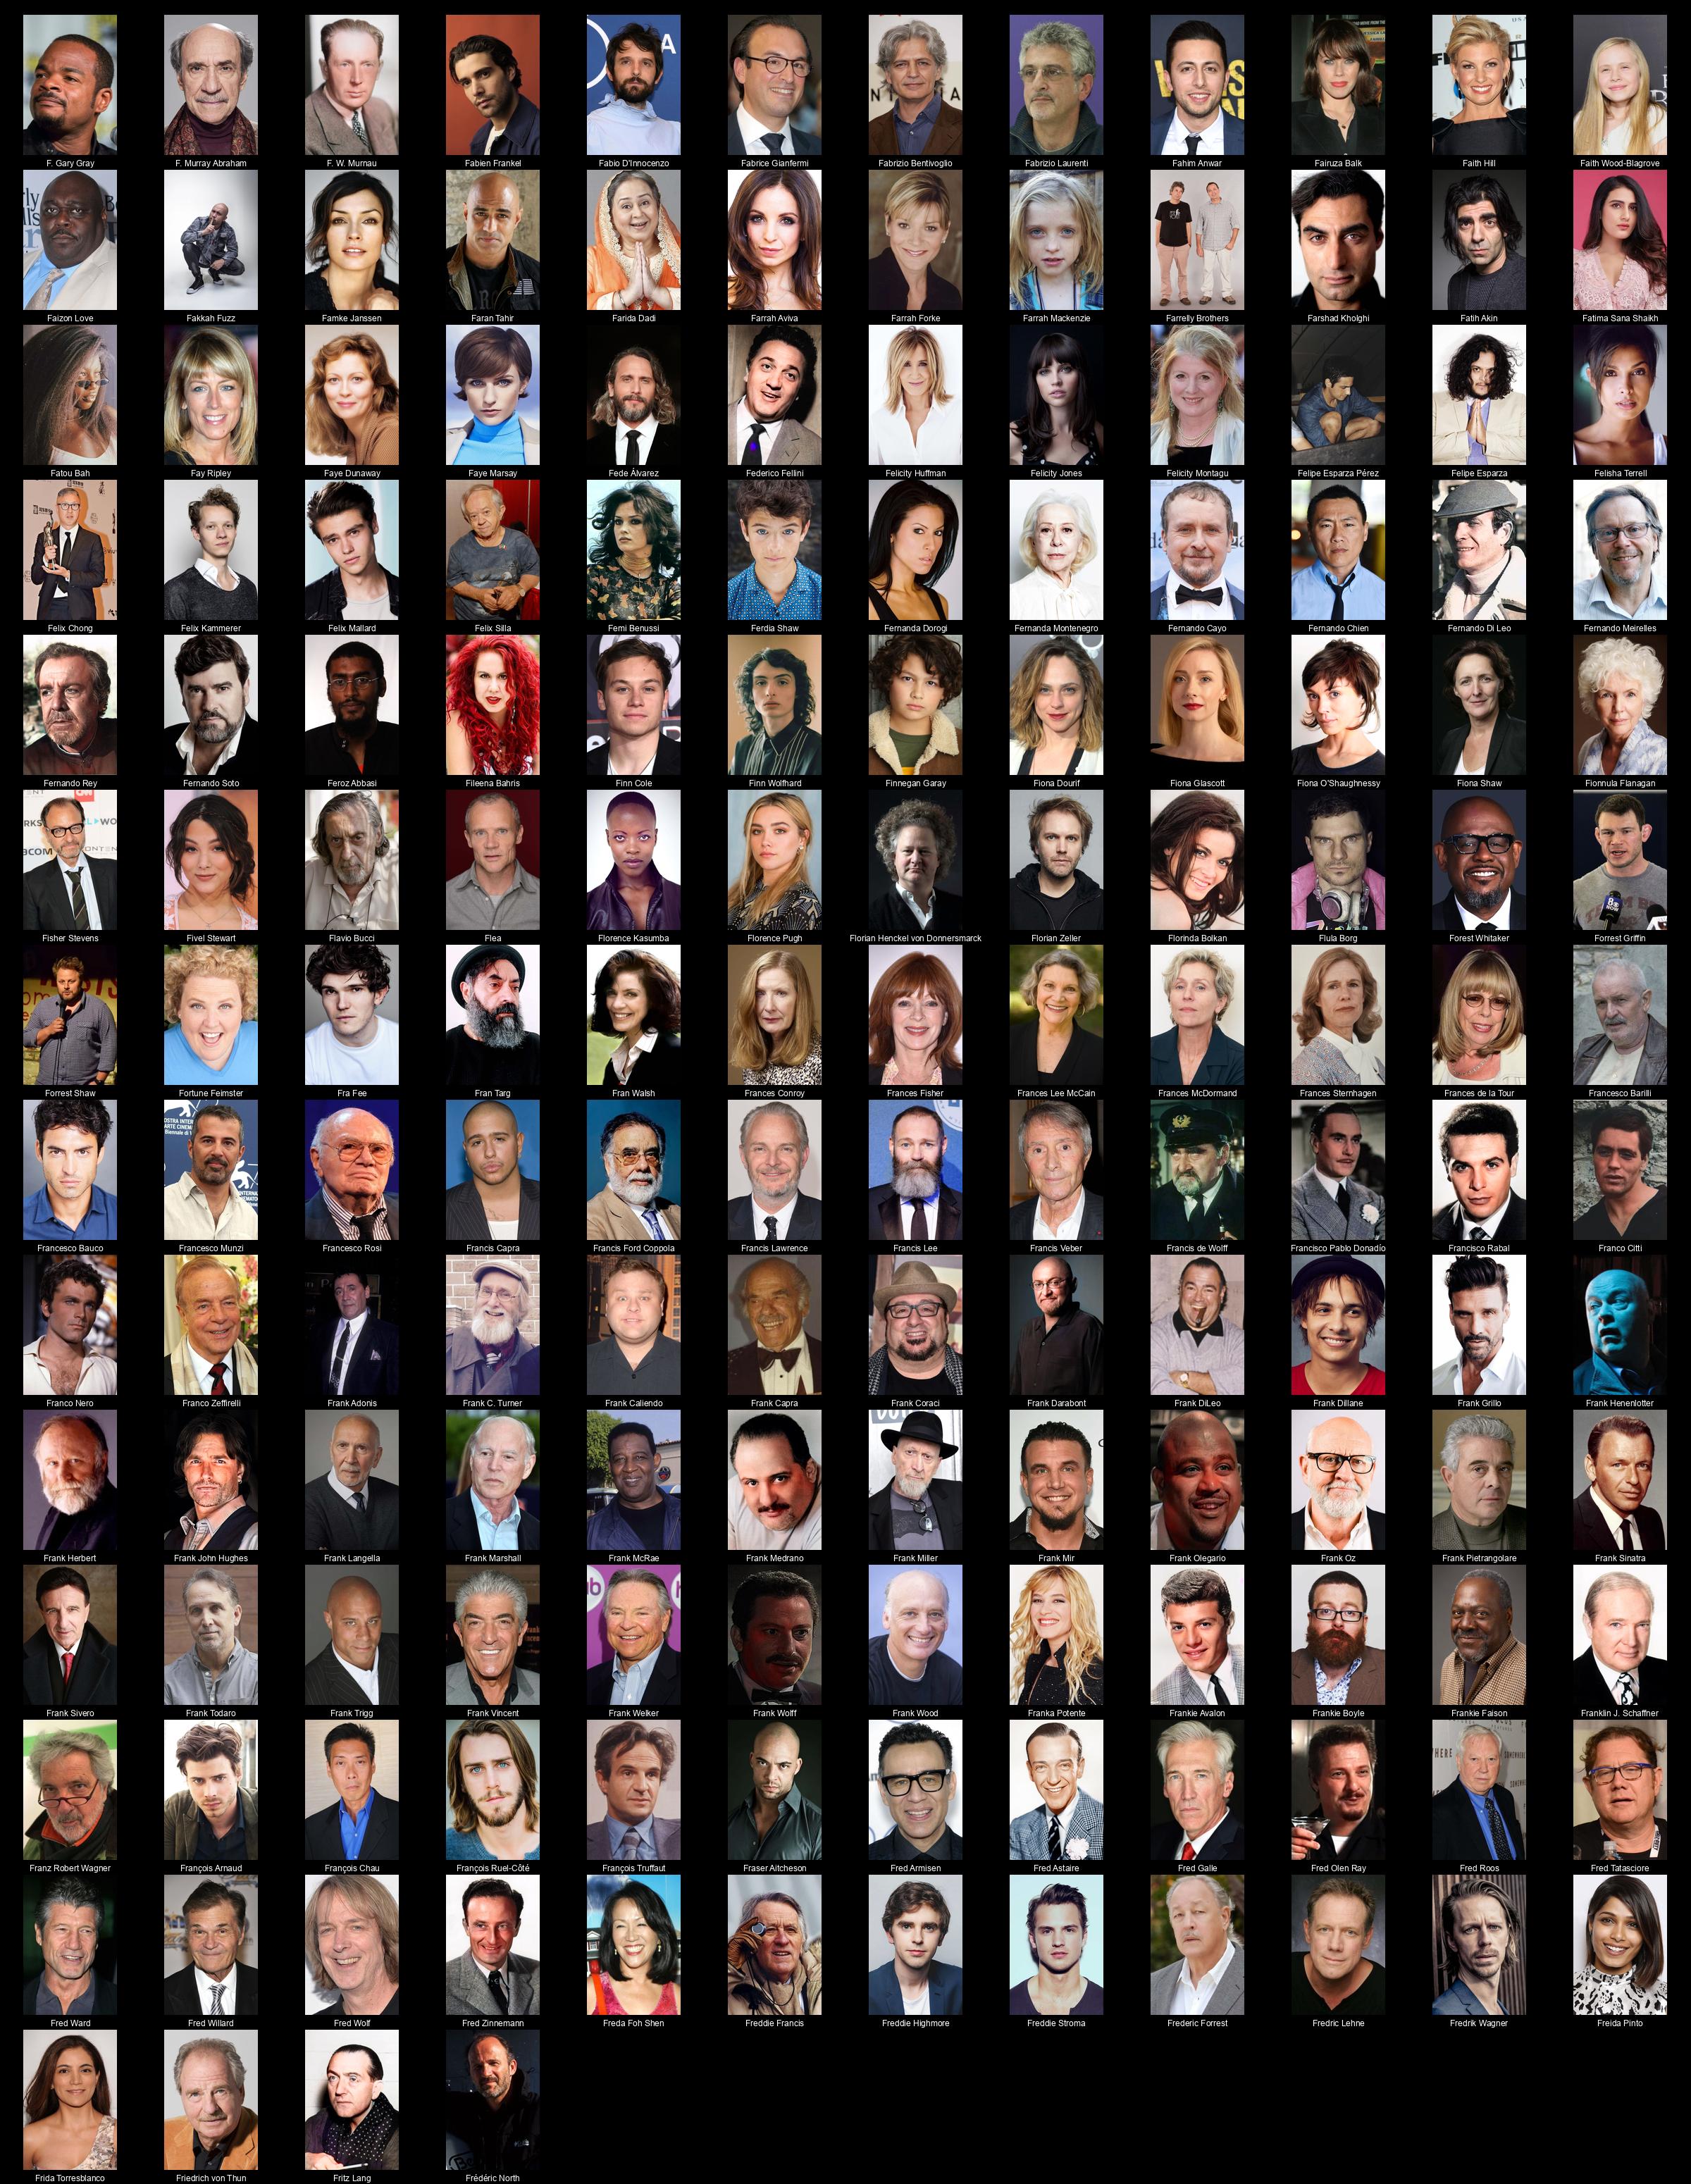 F. Gary Gray
F. Murray Abraham
F. W. Murnau
Fabien Frankel
Fabio D'Innocenzo
Fabrice Gianfermi
Fabrizio Bentivoglio
Fabrizio Laurenti
Fahim Anwar
Fairuza Balk
Faith Hill
Faith Wood-Blagrove
Faizon Love
Fakkah Fuzz
Famke Janssen
Faran Tahir
Farida Dadi
Farrah Aviva
Farrah Forke
Farrah Mackenzie
Farrelly Brothers
Farshad Kholghi
Fatih Akin
Fatima Sana Shaikh
Fatou Bah
Fay Ripley
Faye Dunaway
Faye Marsay
Fede Álvarez
Federico Fellini
Felicity Huffman
Felicity Jones
Felicity Montagu
Felipe Esparza Pérez
Felipe Esparza
Felisha Terrell
Felix Chong
Felix Kammerer
Felix Mallard
Felix Silla
Femi Benussi
Ferdia Shaw
Fernanda Dorogi
Fernanda Montenegro
Fernando Cayo
Fernando Chien
Fernando Di Leo
Fernando Meirelles
Fernando Rey
Fernando Soto
Feroz Abbasi
Fileena Bahris
Finn Cole
Finn Wolfhard
Finnegan Garay
Fiona Dourif
Fiona Glascott
Fiona O'Shaughnessy
Fiona Shaw
Fionnula Flanagan
Fisher Stevens
Fivel Stewart
Flavio Bucci
Flea
Florence Kasumba
Florence Pugh
Florian Henckel von Donnersmarck
Florian Zeller
Florinda Bolkan
Flula Borg
Forest Whitaker
Forrest Griffin
Forrest Shaw
Fortune Feimster
Fra Fee
Fran Targ
Fran Walsh
Frances Conroy
Frances Fisher
Frances Lee McCain
Frances McDormand
Frances Sternhagen
Frances de la Tour
Francesco Barilli
Francesco Bauco
Francesco Munzi
Francesco Rosi
Francis Capra
Francis Ford Coppola
Francis Lawrence
Francis Lee
Francis Veber
Francis de Wolff
Francisco Pablo Donadío
Francisco Rabal
Franco Citti
Franco Nero
Franco Zeffirelli
Frank Adonis
Frank C. Turner
Frank Caliendo
Frank Capra
Frank Coraci
Frank Darabont
Frank DiLeo
Frank Dillane
Frank Grillo
Frank Henenlotter
Frank Herbert
Frank John Hughes
Frank Langella
Frank Marshall
Frank McRae
Frank Medrano
Frank Miller
Frank Mir
Frank Olegario
Frank Oz
Frank Pietrangolare
Frank Sinatra
Frank Sivero
Frank Todaro
Frank Trigg
Frank Vincent
Frank Welker
Frank Wolff
Frank Wood
Franka Potente
Frankie Avalon
Frankie Boyle
Frankie Faison
Franklin J. Schaffner
Franz Robert Wagner
François Arnaud
François Chau
François Ruel-Côté
François Truffaut
Fraser Aitcheson
Fred Armisen
Fred Astaire
Fred Galle
Fred Olen Ray
Fred Roos
Fred Tatasciore
Fred Ward
Fred Willard
Fred Wolf
Fred Zinnemann
Freda Foh Shen
Freddie Francis
Freddie Highmore
Freddie Stroma
Frederic Forrest
Fredric Lehne
Fredrik Wagner
Freida Pinto
Frida Torresblanco
Friedrich von Thun
Fritz Lang
Frédéric North